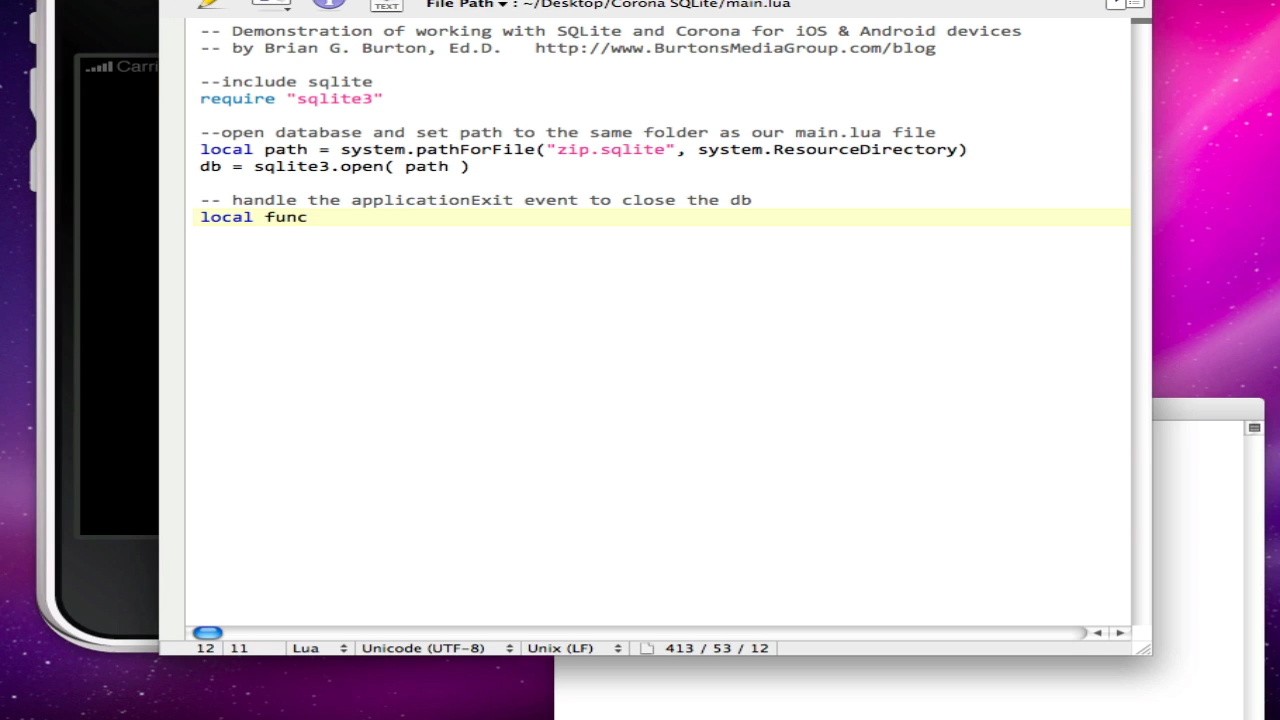 Carri
TEXT
File Path ▾ : ~/Desktop/Corona SQLite/main.lua
-- Demonstration of working with SQLite and Corona for iOS & Android devices
-- by Brian G. Burton, Ed.D.   http://www.BurtonsMediaGroup.com/blog
--include sqlite
require "sqlite3"
--open database and set path to the same folder as our main.lua file
local path = system.pathForFile("zip.sqlite", system.ResourceDirectory)
db = sqlite3.open( path )
-- handle the applicationExit event to close the db
local func
12 11 Lua Unicode (UTF-8) Unix (LF) 413 / 53 / 12